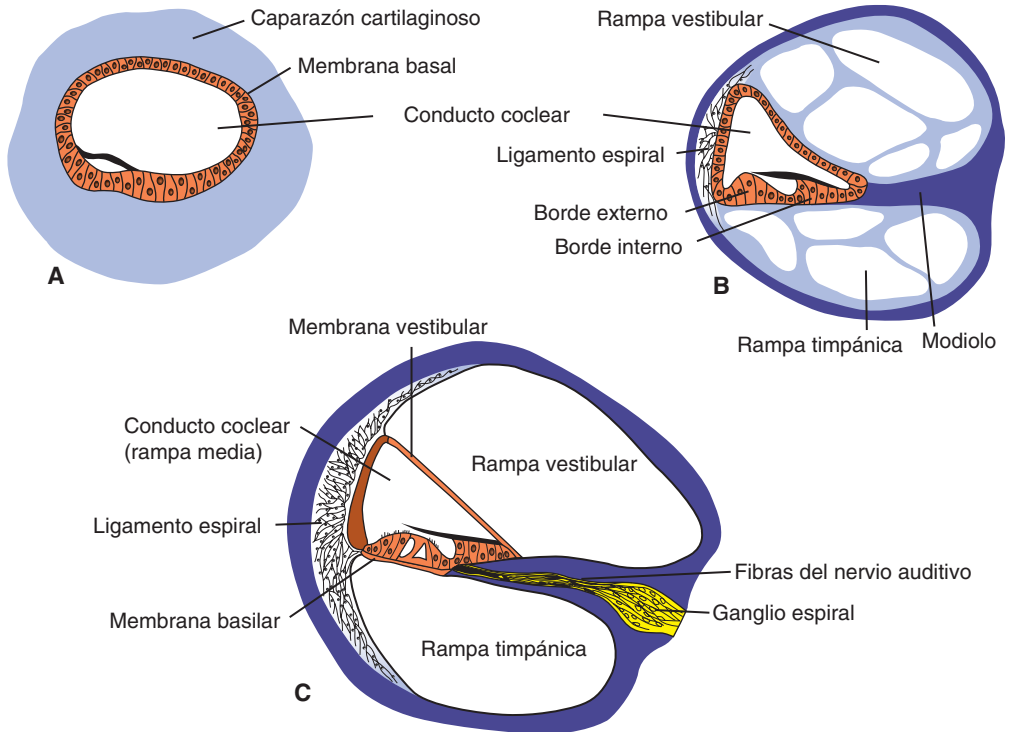 Caparazón cartilaginoso
Membrana basal
Conducto coclear
A
Rampa vestibular
Ligamento espiral
Borde externo
Borde interno
B
Rampa timpánica
Modiolo
Membrana vestibular
Conducto coclear
(rampa media)
Rampa vestibular
Ligamento espiral
Fibras del nervio auditivo
Ganglio espiral
Membrana basilar
Rampa timpánica
C